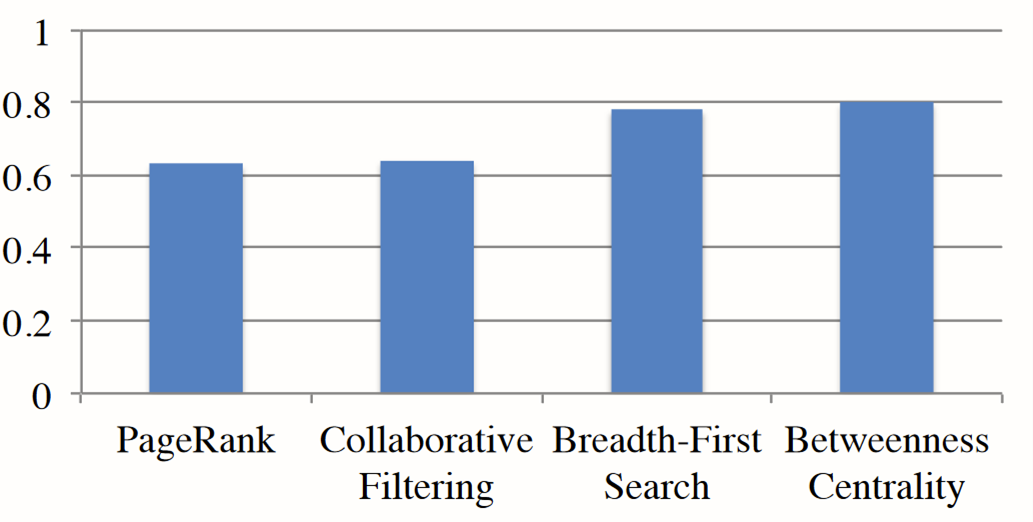 1
0.8
0.6
0.4
0.2
0
PageRank
Collaborative
Filtering
Breadth-First
Search
Betweenness
Centrality